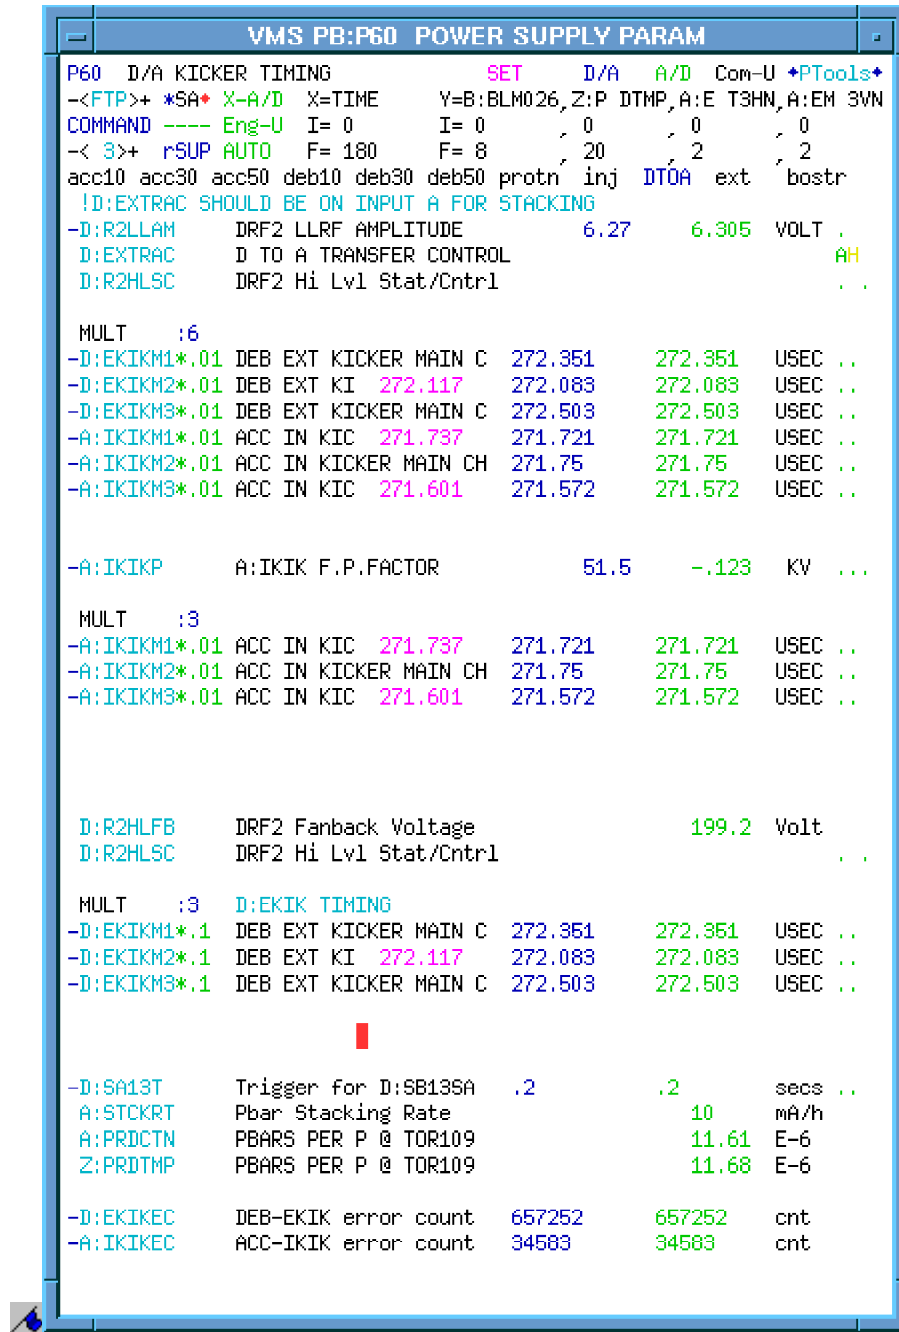 VMS PB:P60 POWER SUPPLY PARAM
P60 D/A KICKER TIMING SET D/A A/D Com-U ◆PTools◆
-<FTP>+ *SA◆ X-A/D X=TIME Y=B:BLM026,Z:P DTMP,A:E T3HN,A:EM 3VN
COMMAND ---- Eng-U I= 0 I= 0 , 0 , 0 , 0
-< 3>+ rSUP AUTO F= 180 F= 8 , 20 , 2 , 2
acc10 acc30 acc50 deb10 deb30 deb50 protn inj DTOA ext bostr
!D:EXTRAC SHOULD BE ON INPUT A FOR STACKING
-D:R2LLAM DRF2 LLRF AMPLITUDE 6.27 6.305 VOLT .
D:EXTRAC D TO A TRANSFER CONTROL AH
D:R2HLSC DRF2 Hi Lvl Stat/Cntrl . .
MULT :6
-D:EKIKM1*.01 DEB EXT KICKER MAIN C 272.351 272.351 USEC ..
-D:EKIKM2*.01 DEB EXT KI 272.117 272.083 272.083 USEC ..
-D:EKIKM3*.01 DEB EXT KICKER MAIN C 272.503 272.503 USEC ..
-A:IKIKM1*.01 ACC IN KIC 271.737 271.721 271.721 USEC ..
-A:IKIKM2*.01 ACC IN KICKER MAIN CH 271.75 271.75 USEC ..
-A:IKIKM3*.01 ACC IN KIC 271.601 271.572 271.572 USEC ..
-A:IKIKP A:IKIK F.P.FACTOR 51.5 -.123 KV ...
MULT :3
-A:IKIKM1*.01 ACC IN KIC 271.737 271.721 271.721 USEC ..
-A:IKIKM2*.01 ACC IN KICKER MAIN CH 271.75 271.75 USEC ..
-A:IKIKM3*.01 ACC IN KIC 271.601 271.572 271.572 USEC ..
D:R2HLFB DRF2 Fanback Voltage 199.2 Volt
D:R2HLSC DRF2 Hi Lvl Stat/Cntrl . .
MULT :3 D:EKIK TIMING
-D:EKIKM1*.1 DEB EXT KICKER MAIN C 272.351 272.351 USEC ..
-D:EKIKM2*.1 DEB EXT KI 272.117 272.083 272.083 USEC ..
-D:EKIKM3*.1 DEB EXT KICKER MAIN C 272.503 272.503 USEC ..
-D:SA13T Trigger for D:SB13SA .2 .2 secs ..
A:STCKRT Pbar Stacking Rate 10 mA/h
A:PRDCTN PBARS PER P @ TOR109 11.61 E-6
Z:PRDTMP PBARS PER P @ TOR109 11.68 E-6
-D:EKIKEC DEB-EKIK error count 657252 657252 cnt
-A:IKIKEC ACC-IKIK error count 34583 34583 cnt